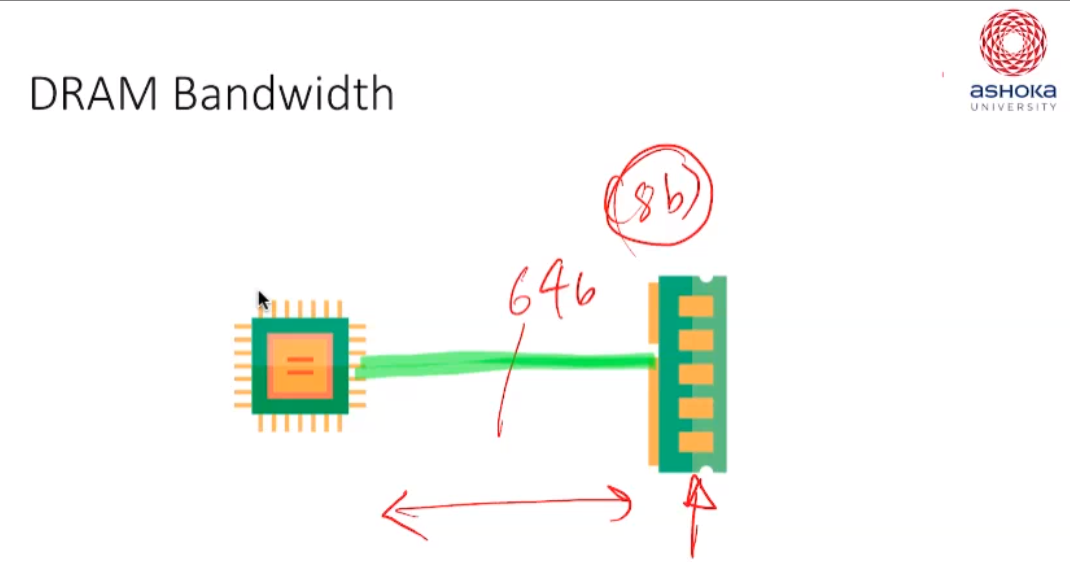 DRAM Bandwidth
ASHOKA
UNIVERSITY
(8b)
64b